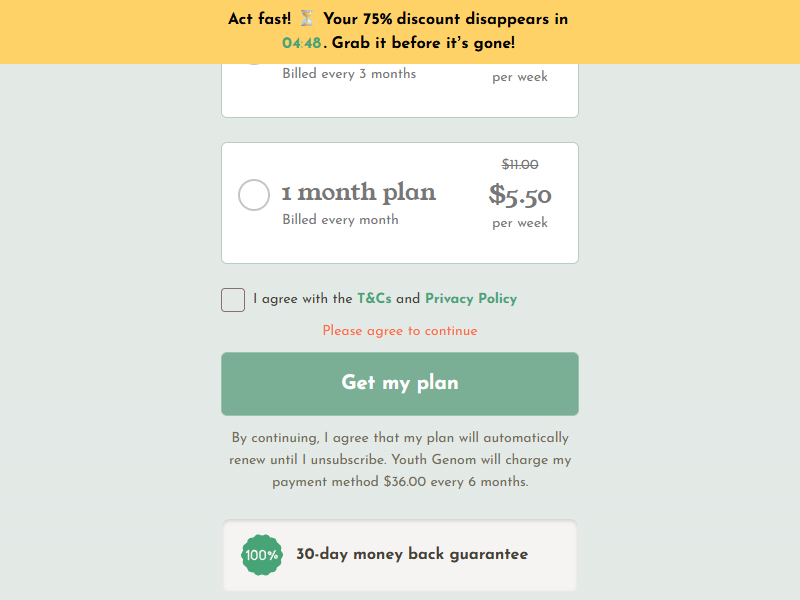 Act fast! ⏳ Your 75% discount disappears in
04:48. Grab it before it's gone!
Billed every 3 months
per week
$11.00
1 month plan
$5.50
Billed every month
per week
I agree with the T&Cs and Privacy Policy
Please agree to continue
Get my plan
By continuing, I agree that my plan will automatically
renew until I unsubscribe. Youth Genom will charge my
payment method $36.00 every 6 months.
100%
30-day money back guarantee